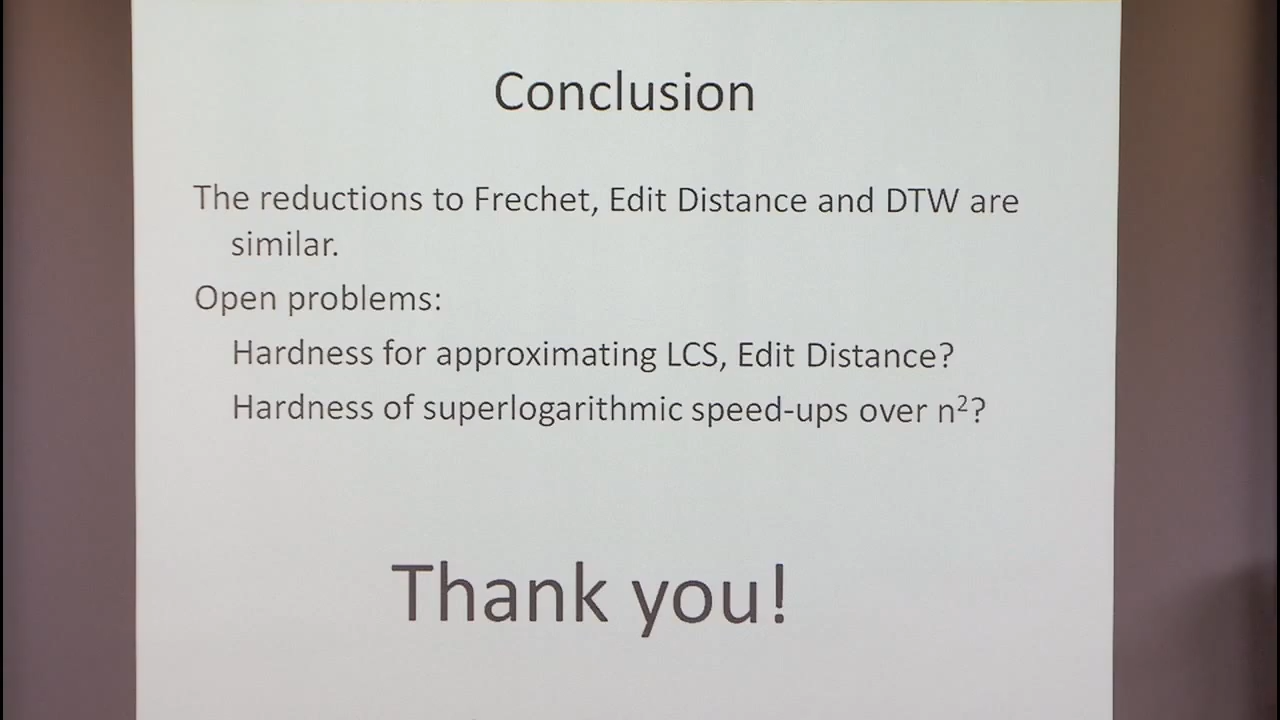 Conclusion
The reductions to Frechet, Edit Distance and DTW are
similar.
Open problems:
Hardness for approximating LCS, Edit Distance?
Hardness of superlogarithmic speed-ups over n²?
Thank you!